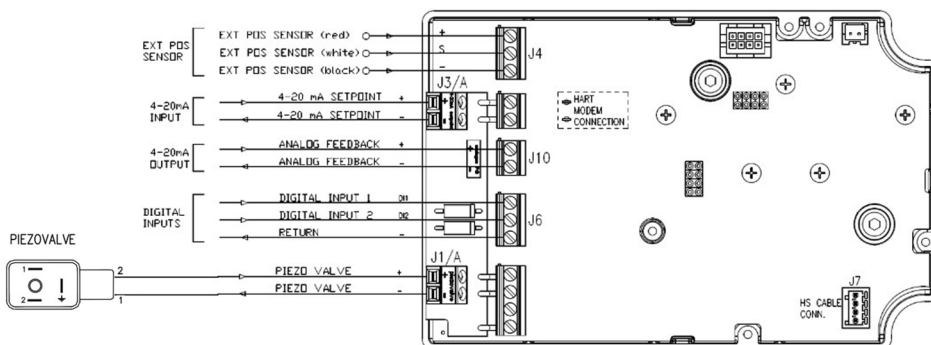 EXT POS SENSOR
EXT POS SENSOR (red) +
EXT POS SENSOR (white) S
EXT POS SENSOR (black) -
J4
J3/A
4-20mA INPUT
4-20 mA SETPOINT +
4-20 mA SETPOINT -
HART
MODEM
CONNECTION
4-20mA OUTPUT
ANALOG FEEDBACK +
ANALOG FEEDBACK -
J10
DIGITAL INPUTS
DIGITAL INPUT 1 DI1
DIGITAL INPUT 2 DI2
RETURN -
J6
PIEZOVALVE
1
2
2
1
J1/A
PIEZO VALVE +
PIEZO VALVE -
J7
HS CABLE
CONN.